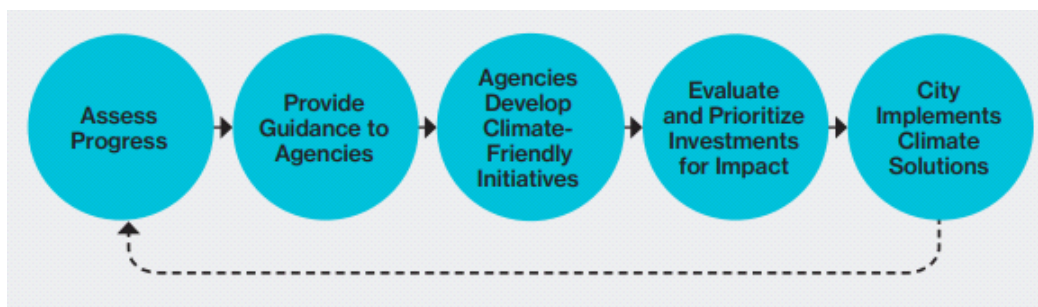 Assess
Progress
Provide
Guidance to
Agencies
Agencies
Develop
Climate-
Friendly
Initiatives
Evaluate
and Prioritize
Investments
for Impact
City
Implements
Climate
Solutions